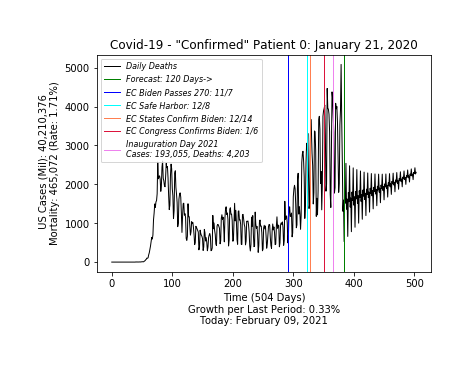 Covid-19 - "Confirmed" Patient 0: January 21, 2020
US Cases (Mil): 40,210,376
Mortality: 465,072 (Rate: 1.71%)
5000
4000
3000
2000
1000
0
Daily Deaths
Forecast: 120 Days->
EC Biden Passes 270: 11/7
EC Safe Harbor: 12/8
EC States Confirm Biden: 12/14
EC Congress Confirms Biden: 1/6
Inauguration Day 2021
Cases: 193,055, Deaths: 4,203
0 100 200 300 400 500
Time (504 Days)
Growth per Last Period: 0.33%
Today: February 09, 2021